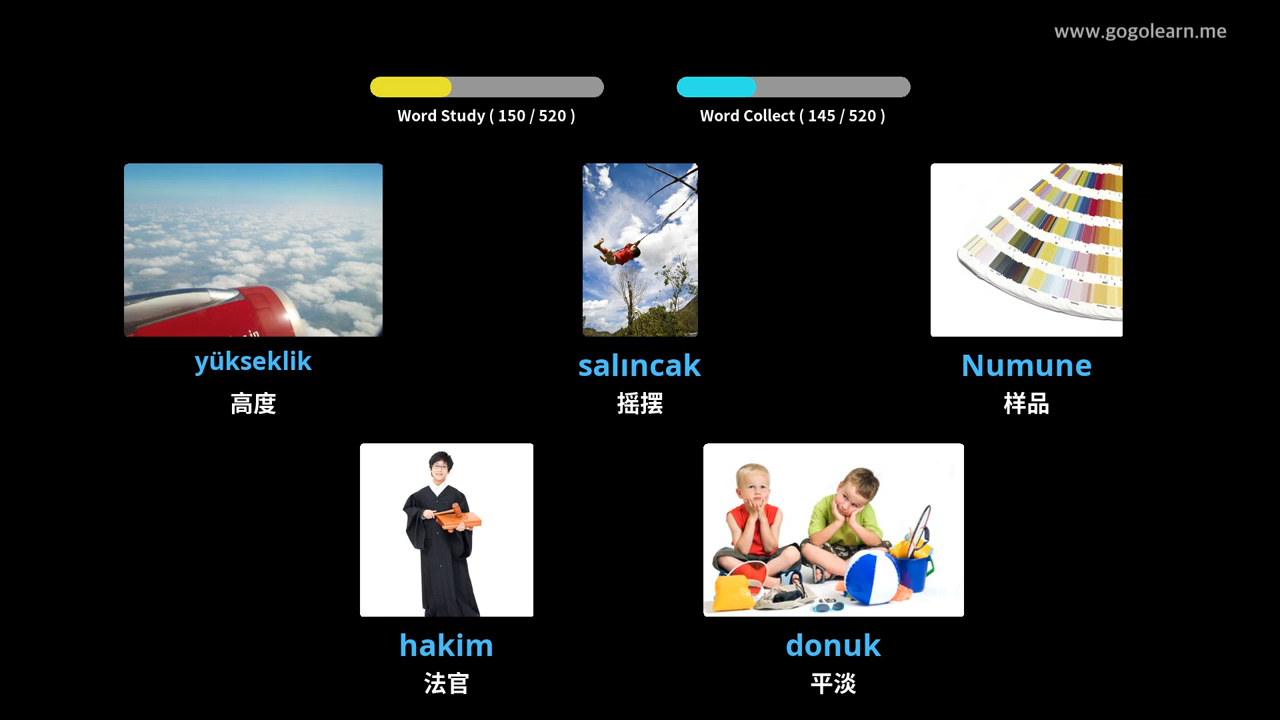 www.gogolearn.me
Word Study ( 150 / 520 )
Word Collect ( 145 / 520 )
yükseklik
高度
salıncak
摇摆
Numune
样品
hakim
法官
donuk
平淡